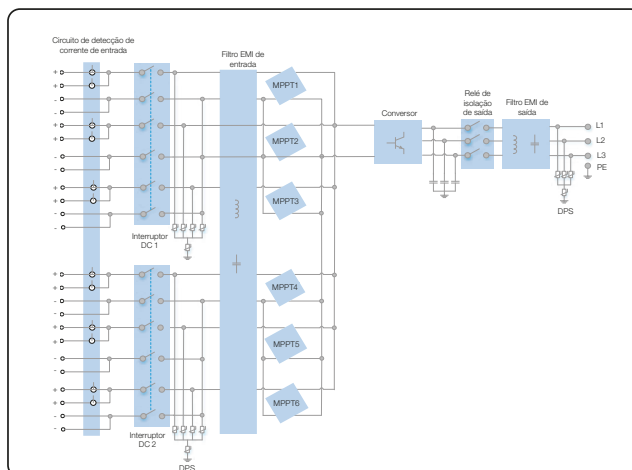 Circuito de detecção de
corrente de entrada
Filtro EMI de
entrada
MPPT1
MPPT2
MPPT3
MPPT4
MPPT5
MPPT6
Conversor
Relé de
isolação
de saída
Filtro EMI de
saída
L1
L2
L3
PE
DPS
Interruptor
DC 1
Interruptor
DC 2
DPS
+
+
-
-
+
+
-
-
+
+
-
-
+
+
-
-
+
+
-
-
+
+
-
-